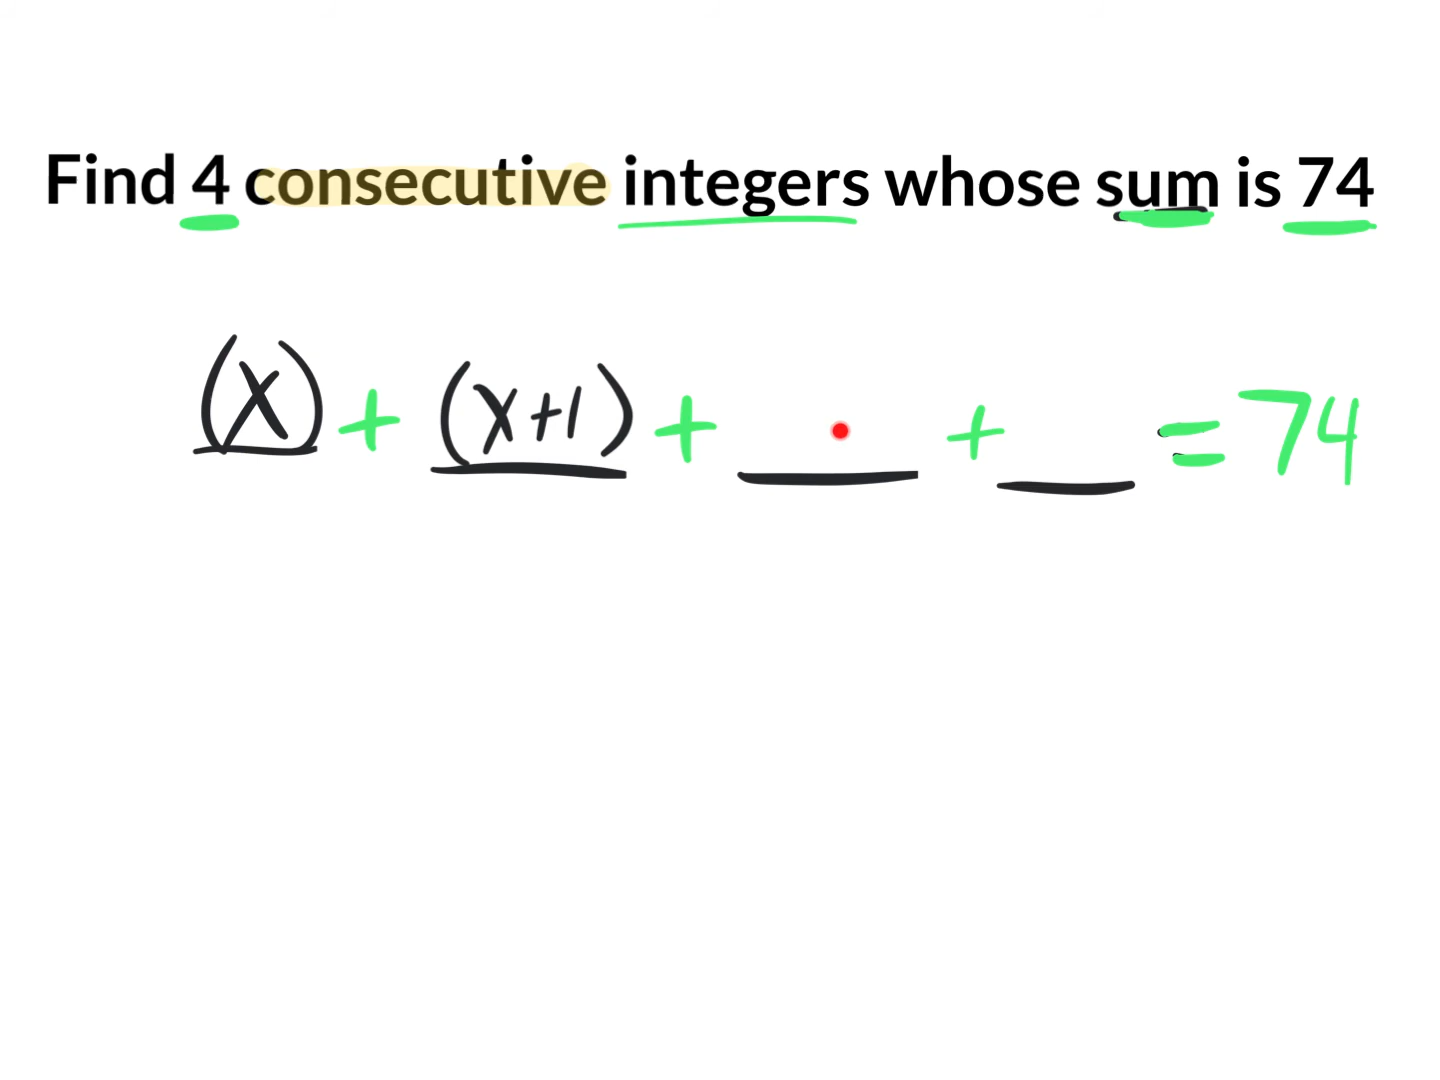 Find 4 consecutive integers whose sum is 74
(x) + (x+1) + ___ + ___ = 74